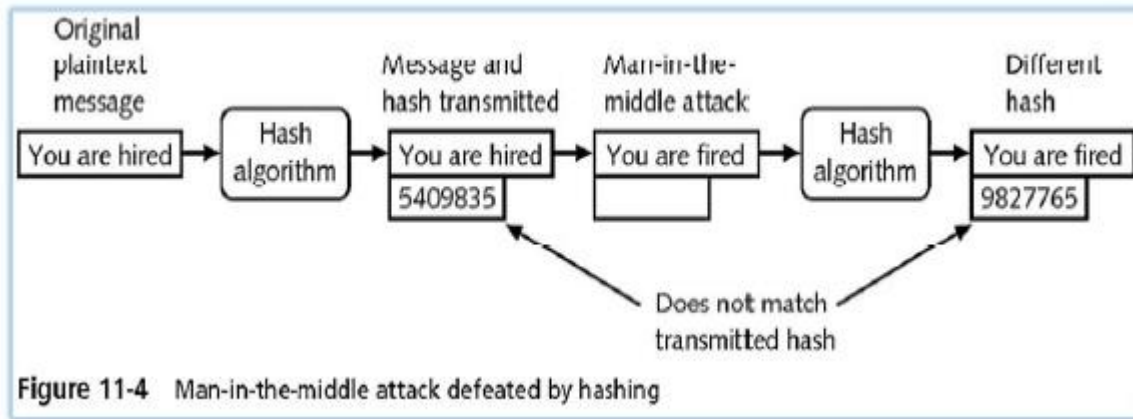 Original
plaintext
message
Message and
hash transmitted
Man-in-the-
middle attack
Different
hash
You are hired
Hash
algorithm
You are hired
5409835
You are fired
Hash
algorithm
You are fired
9827765
Does not match
transmitted hash
Figure 11-4 Man-in-the-middle attack defeated by hashing